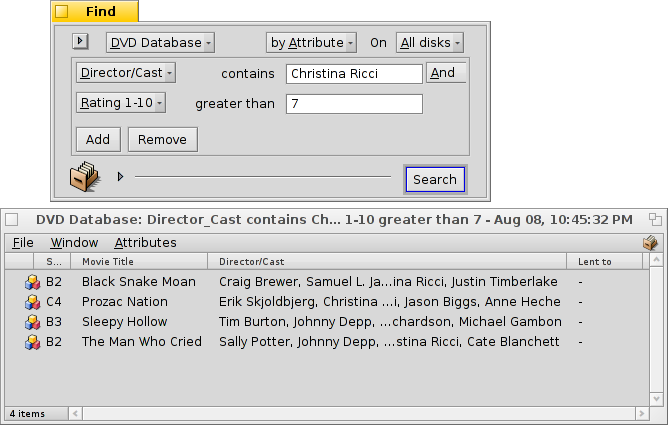 Find
DVD Database by Attribute On All disks
Director/Cast contains Christina Ricci And
Rating 1-10 greater than 7
Add Remove
Search
DVD Database: Director_Cast contains Ch... 1-10 greater than 7 - Aug 08, 10:45:32 PM
File Window Attributes
S... Movie Title Director/Cast Lent to
B2 Black Snake Moan Craig Brewer, Samuel L. Ja...ina Ricci, Justin Timberlake -
C4 Prozac Nation Erik Skjoldbjerg, Christina ...i, Jason Biggs, Anne Heche -
B3 Sleepy Hollow Tim Burton, Johnny Depp, ...chardson, Michael Gambon -
B2 The Man Who Cried Sally Potter, Johnny Depp, ...stina Ricci, Cate Blanchett -
4 items